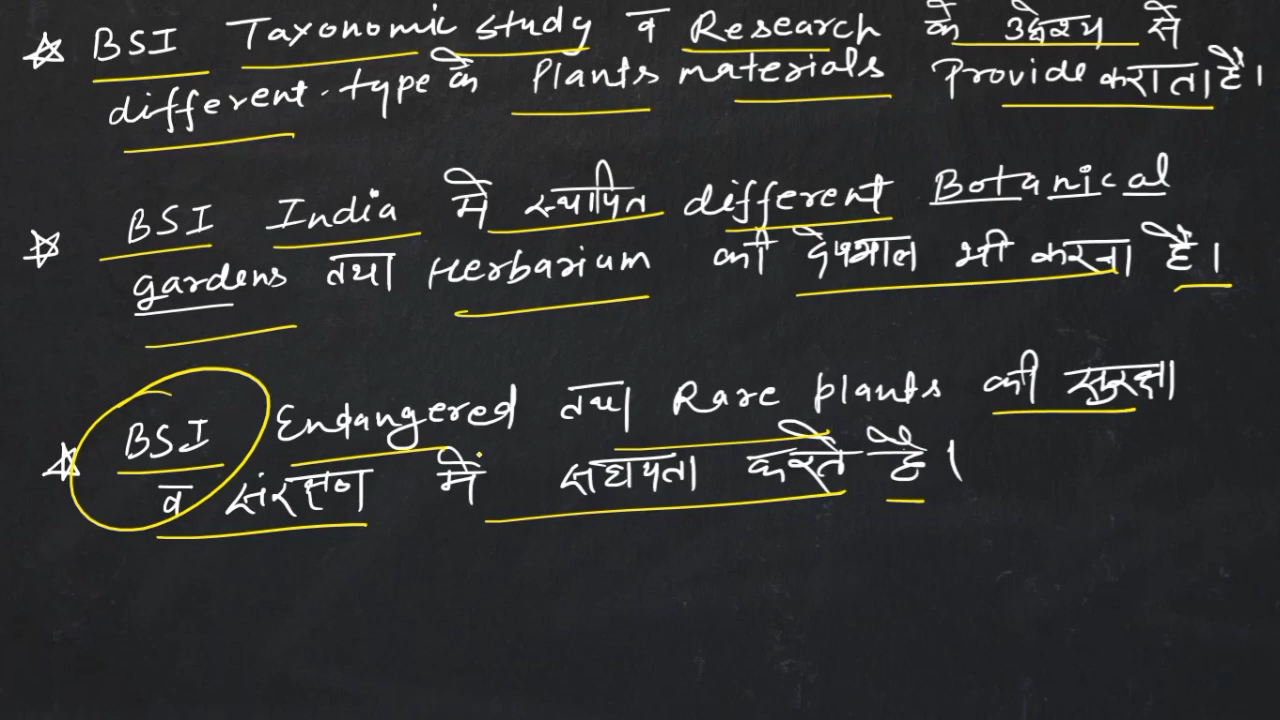 ☆ BSI Taxonomic study व Research के उद्देश्य से
different type के Plants materials Provide कराता है।
☆ BSI India में स्थापित different Botanical
gardens तथा Herbarium की देखभाल भी करता है।
☆ BSI Endangered तथा Rare plants की सुरक्षा
व संरक्षण में सहायता करते है।